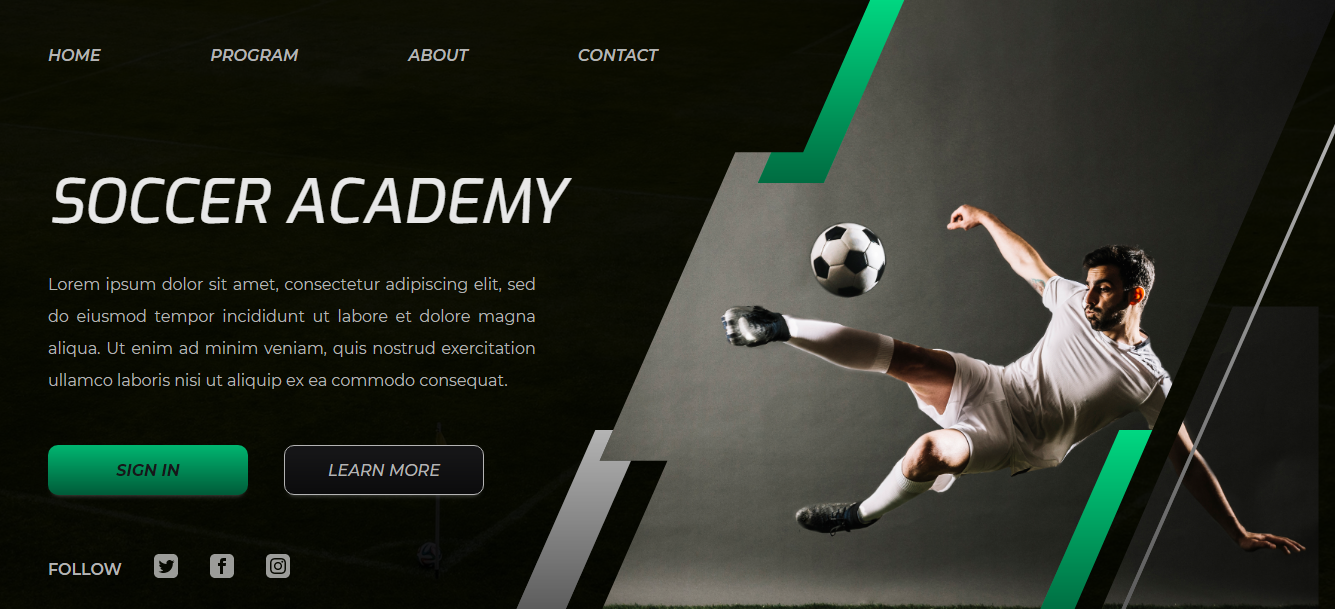 HOME PROGRAM ABOUT CONTACT
SOCCER ACADEMY
Lorem ipsum dolor sit amet, consectetur adipiscing elit, sed
do eiusmod tempor incididunt ut labore et dolore magna
aliqua. Ut enim ad minim veniam, quis nostrud exercitation
ullamco laboris nisi ut aliquip ex ea commodo consequat.
SIGN IN LEARN MORE
FOLLOW